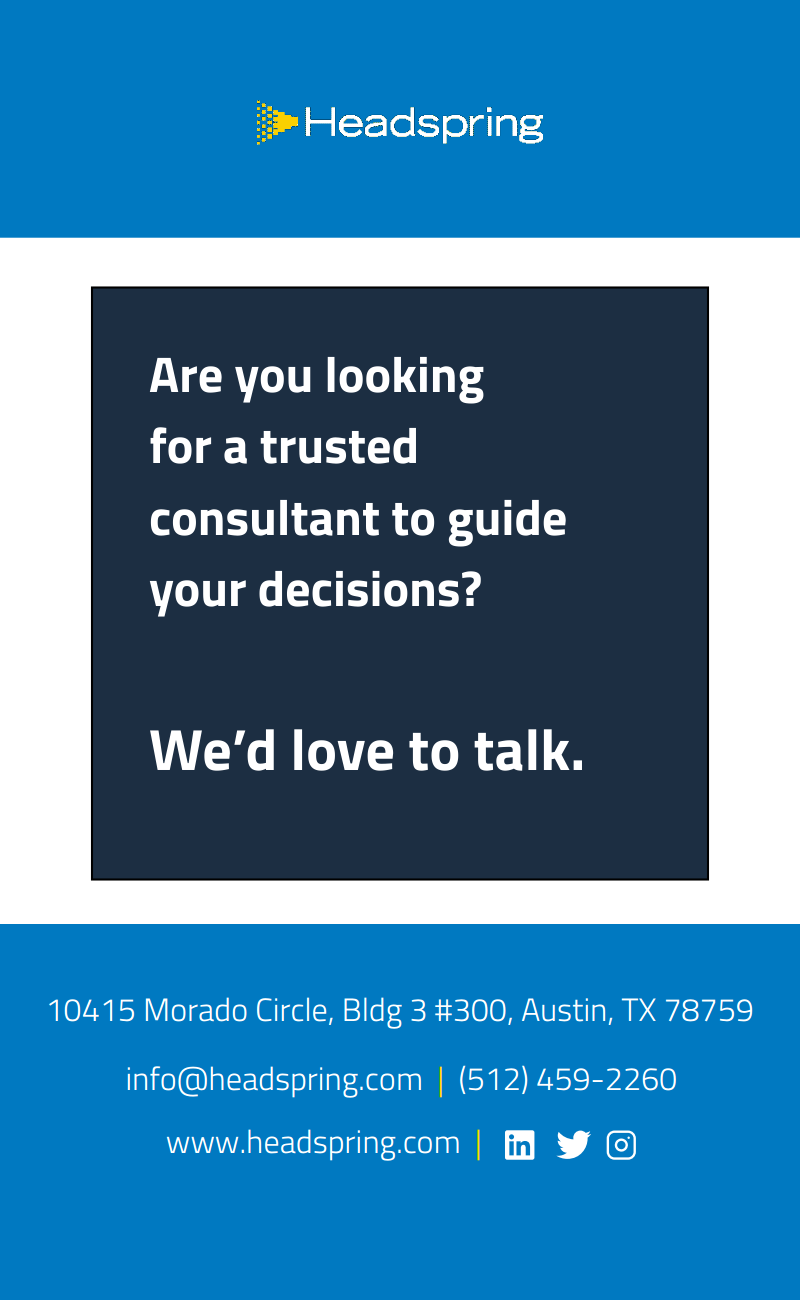 Headspring
Are you looking
for a trusted
consultant to guide
your decisions?
We’d love to talk.
10415 Morado Circle, Bldg 3 #300, Austin, TX 78759
info@headspring.com | (512) 459-2260
www.headspring.com |